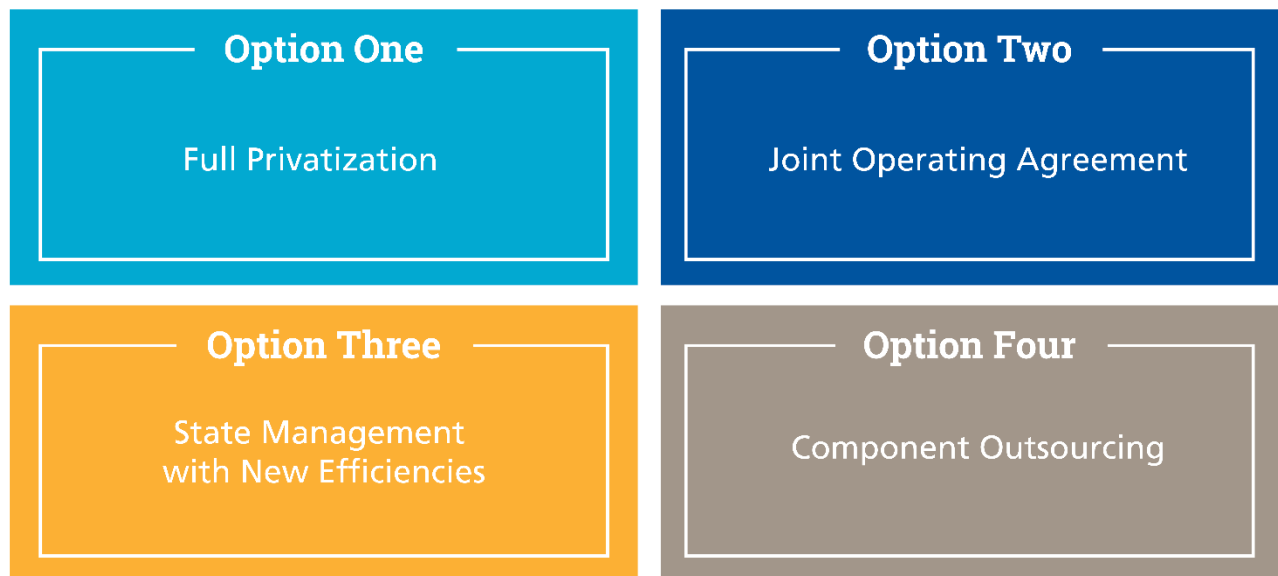 Option One
Full Privatization
Option Two
Joint Operating Agreement
Option Three
State Management
with New Efficiencies
Option Four
Component Outsourcing